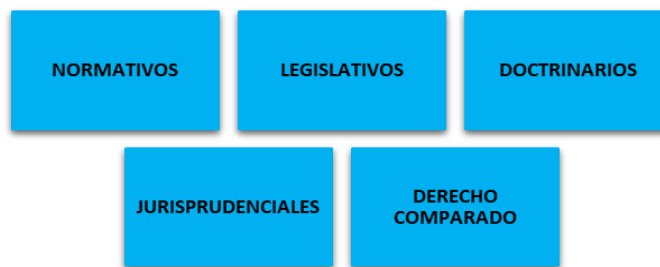 NORMATIVOS
LEGISLATIVOS
DOCTRINARIOS
JURISPRUDENCIALES
DERECHO
COMPARADO